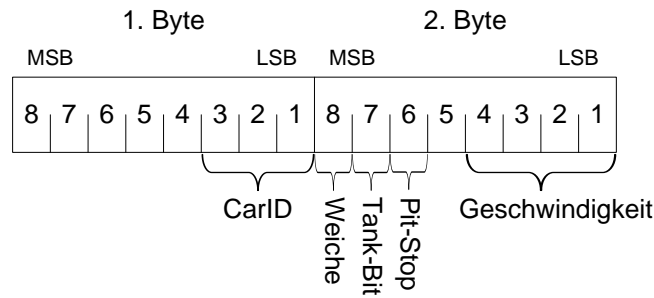 1. Byte 2. Byte
MSB LSB MSB LSB
8 7 6 5 4 3 2 1 8 7 6 5 4 3 2 1
CarID Weiche Tank-Bit Pit-Stop Geschwindigkeit